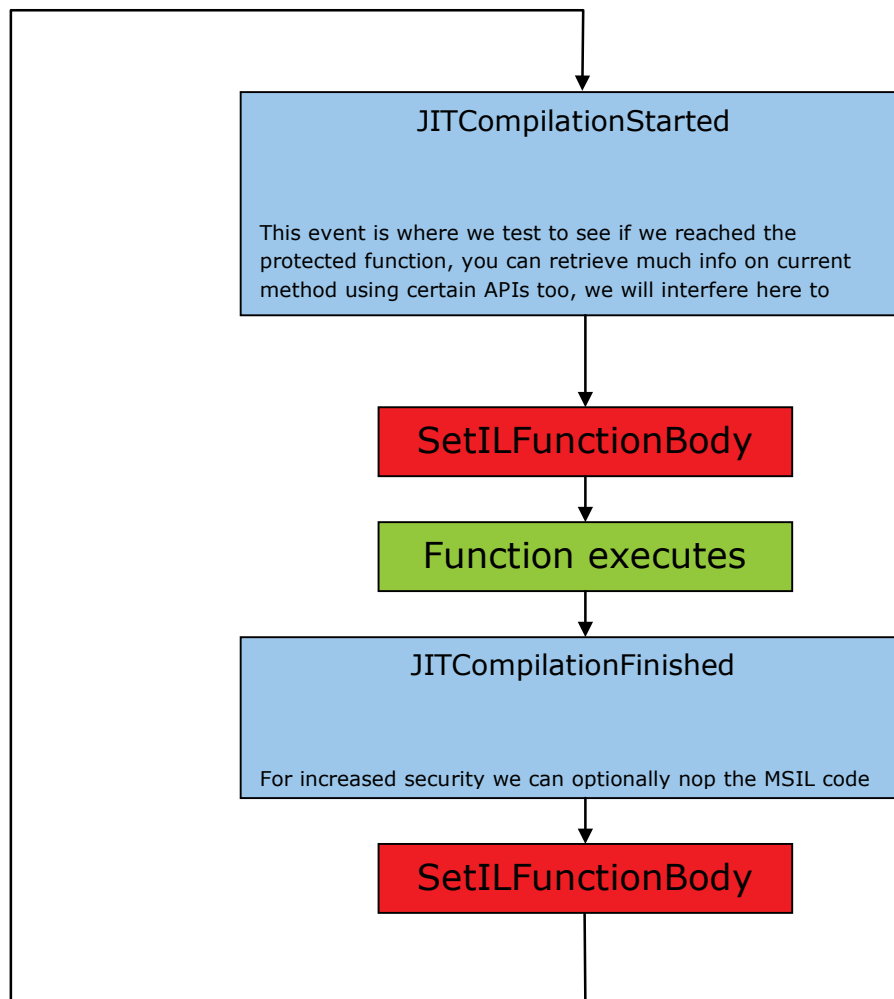 JITCompilationStarted
This event is where we test to see if we reached the
protected function, you can retrieve much info on current
method using certain APIs too, we will interfere here to
SetILFunctionBody
Function executes
JITCompilationFinished
For increased security we can optionally nop the MSIL code
SetILFunctionBody